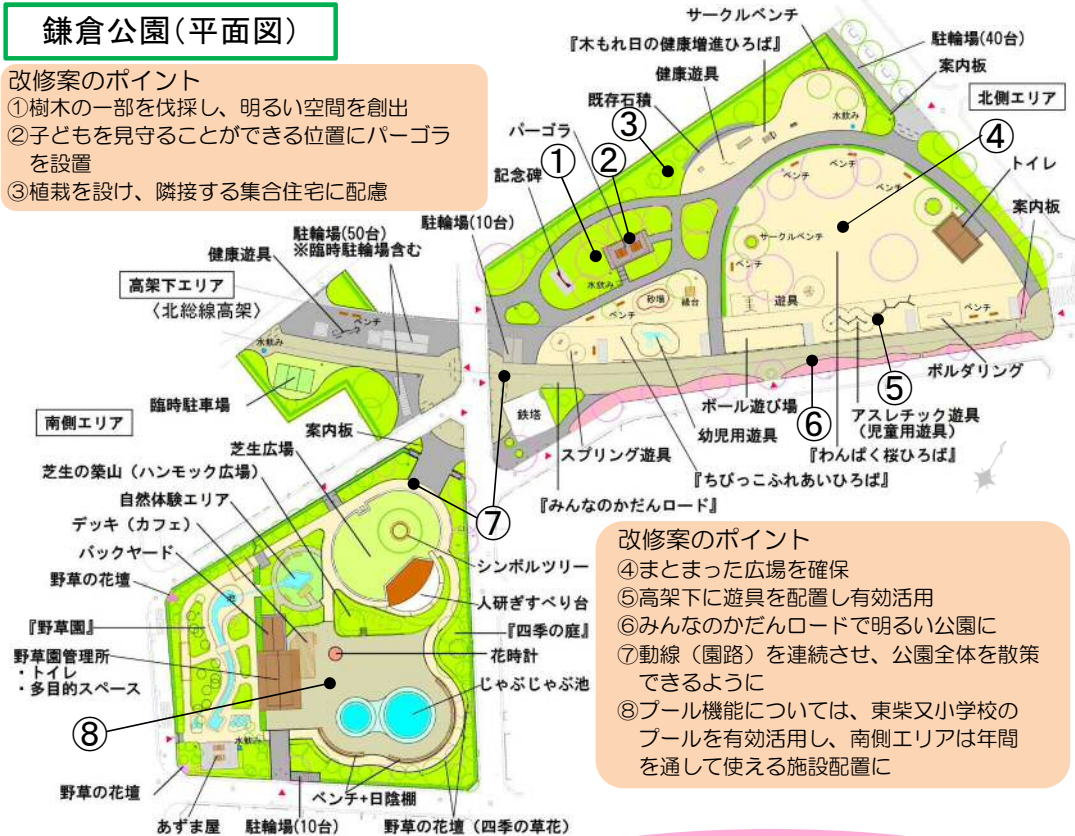 鎌倉公園(平面図)
改修案のポイント
①樹木の一部を伐採し、明るい空間を創出
②子どもを見守ることができる位置にパーゴラ
を設置
③植栽を設け、隣接する集合住宅に配慮
サークルベンチ
『木もれ日の健康増進ひろば』
健康遊具
既存石積
パーゴラ
記念碑
駐輪場(40台)
案内板
北側エリア
水飲み
③
④
①
②
トイレ
案内板
ベンチ
ベンチ
ベンチ
サークルベンチ
ベンチ
駐輪場(10台)
駐輪場(50台)
※臨時駐輪場含む
健康遊具
高架下エリア
〈北総線高架〉
ベンチ
水飲み
水飲み
砂場
縁台
ベンチ
遊具
ベンチ
臨時駐車場
南側エリア
鉄塔
スプリング遊具
幼児用遊具
ボール遊び場
⑥
⑤
アスレチック遊具
(児童用遊具)
ボルダリング
『わんぱく桜ひろば』
『ちびっこふれあいひろば』
『みんなのかだんロード』
⑦
案内板
芝生広場
芝生の築山(ハンモック広場)
自然体験エリア
デッキ(カフェ)
バックヤード
野草の花壇
『野草園』
野草園管理所
・トイレ
・多目的スペース
⑧
シンボルツリー
人研ぎすべり台
『四季の庭』
花時計
じゃぶじゃぶ池
池
水飲み
野草の花壇
あずま屋
駐輪場(10台)
ベンチ+日陰棚
野草の花壇(四季の草花)
改修案のポイント
④まとまった広場を確保
⑤高架下に遊具を配置し有効活用
⑥みんなのかだんロードで明るい公園に
⑦動線(園路)を連続させ、公園全体を散策
できるように
⑧プール機能については、東柴又小学校の
プールを有効活用し、南側エリアは年間
を通して使える施設配置に